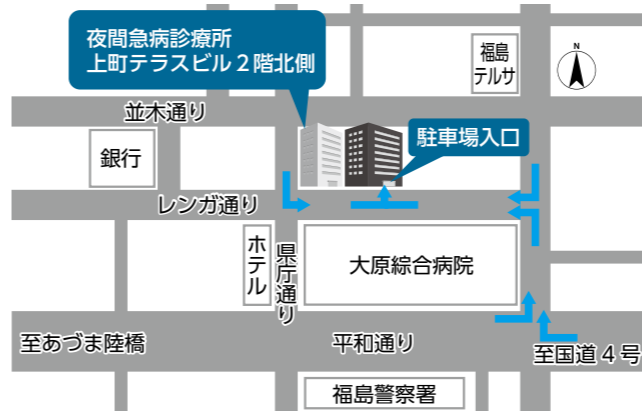 夜間急病診療所
上町テラスビル２階北側
福島
テルサ
N
並木通り
銀行
駐車場入口
レンガ通り
ホテル
県庁通り
大原綜合病院
至あづま陸橋
平和通り
至国道４号
福島警察署